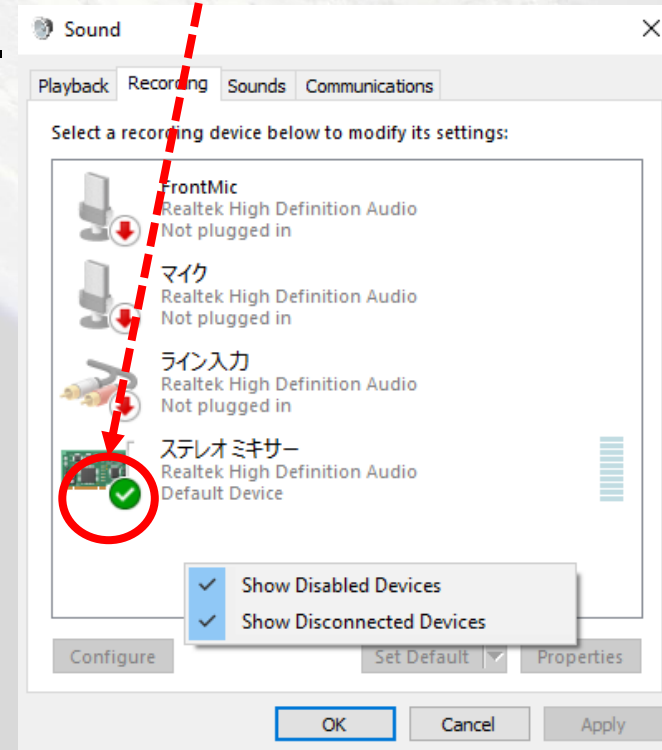 Sound
Playback Recording Sounds Communications
Select a recording device below to modify its settings:
FrontMic
Realtek High Definition Audio
Not plugged in
マイク
Realtek High Definition Audio
Not plugged in
ライン入力
Realtek High Definition Audio
Not plugged in
ステレオ ミキサー
Realtek High Definition Audio
Default Device
Show Disabled Devices
Show Disconnected Devices
Configure Set Default Properties
OK Cancel Apply